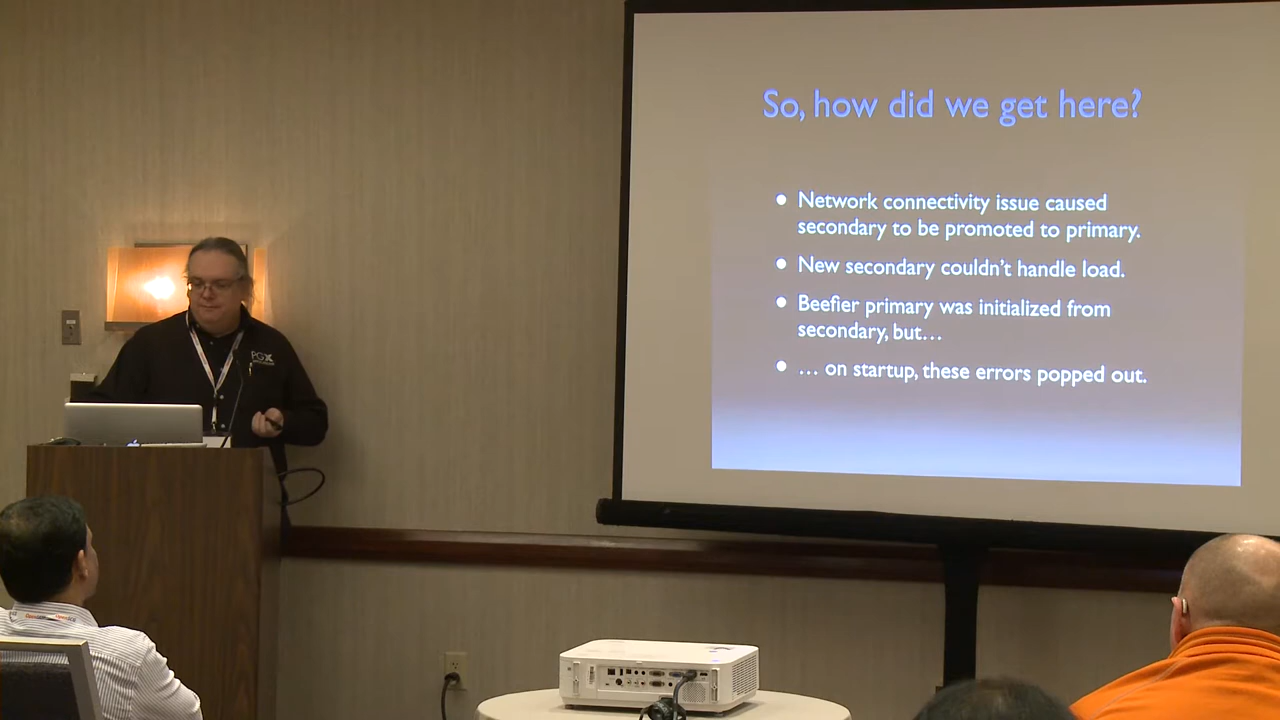 So, how did we get here?
• Network connectivity issue caused
secondary to be promoted to primary.
• New secondary couldn't handle load.
• Beefier primary was initialized from
secondary, but…
• … on startup, these errors popped out.
PGX